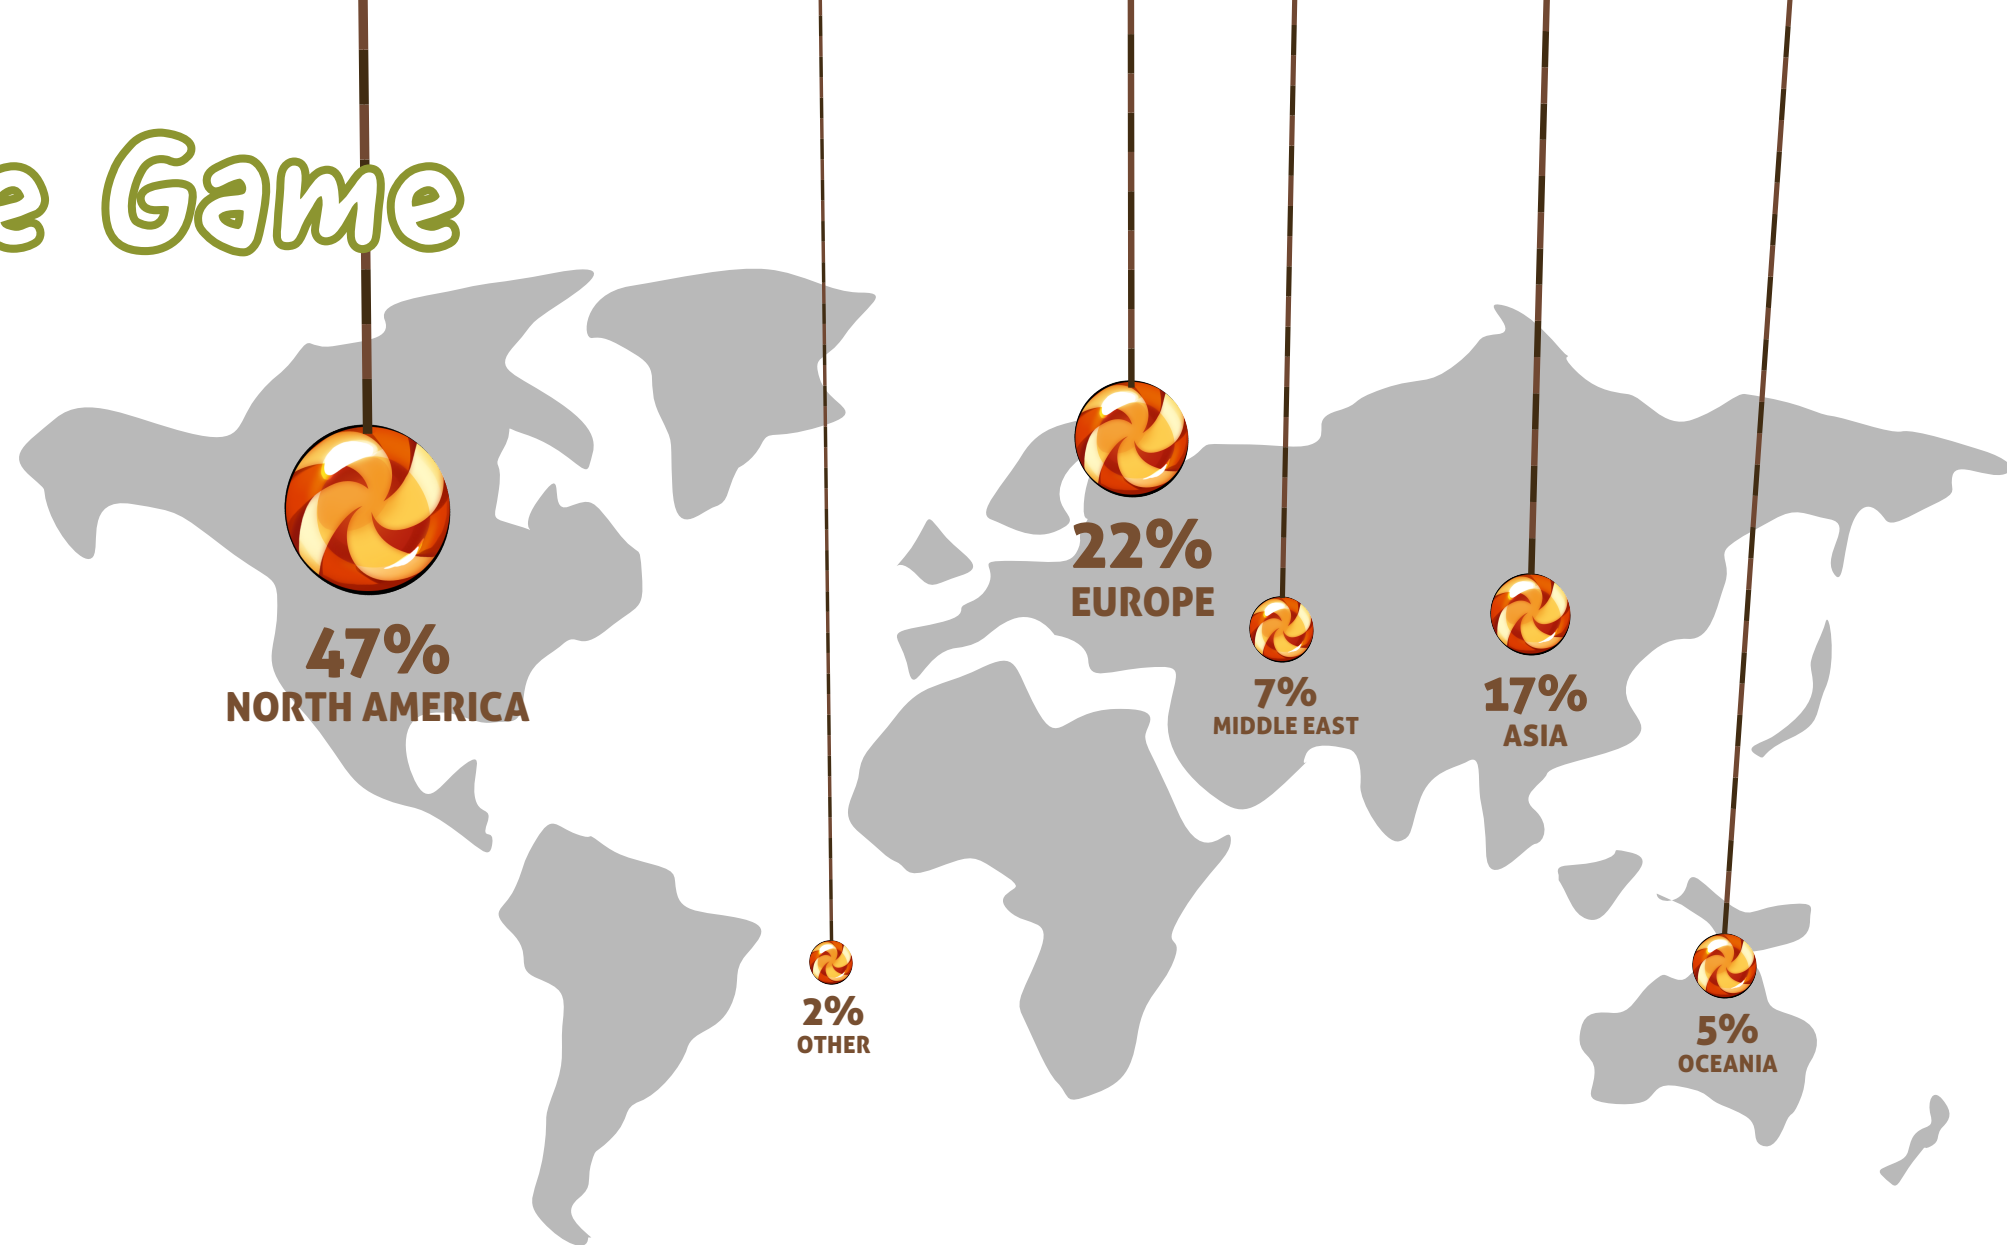 e Game
22%
EUROPE
47%
NORTH AMERICA
7%
MIDDLE EAST
17%
ASIA
2%
OTHER
5%
OCEANIA